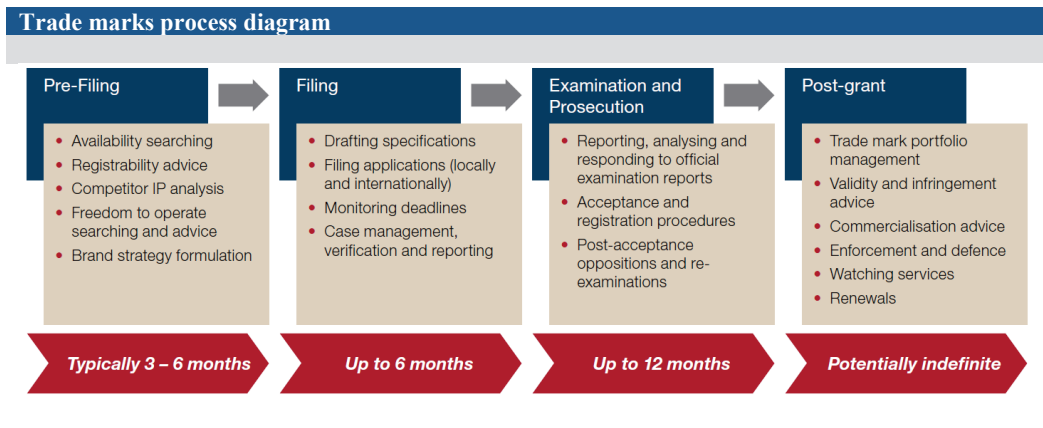 Trade marks process diagram
Pre-Filing
• Availability searching
• Registrability advice
• Competitor IP analysis
• Freedom to operate
searching and advice
• Brand strategy formulation
Typically 3 – 6 months
Filing
• Drafting specifications
• Filing applications (locally
and internationally)
• Monitoring deadlines
• Case management,
verification and reporting
Up to 6 months
Examination and
Prosecution
• Reporting, analysing and
responding to official
examination reports
• Acceptance and
registration procedures
• Post-acceptance
oppositions and re-
examinations
Up to 12 months
Post-grant
• Trade mark portfolio
management
• Validity and infringement
advice
• Commercialisation advice
• Enforcement and defence
• Watching services
• Renewals
Potentially indefinite